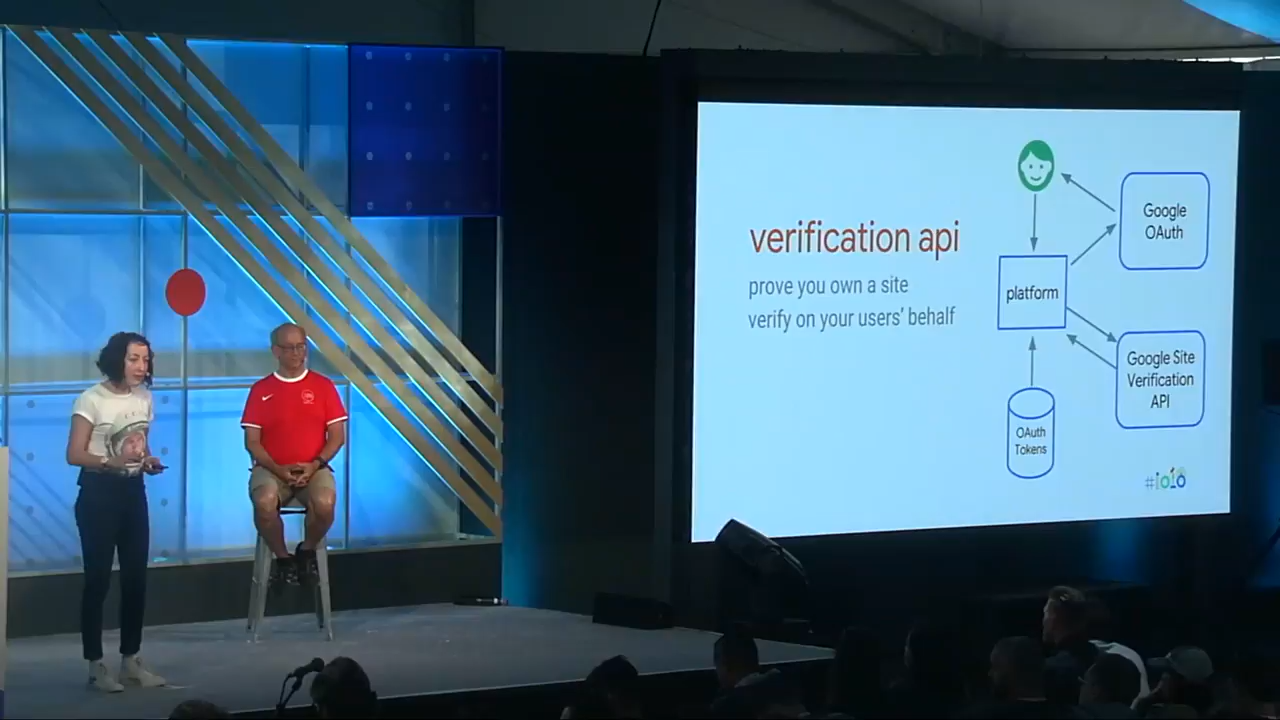 verification api
prove you own a site
verify on your users' behalf
Google
OAuth
platform
Google Site
Verification
API
OAuth
Tokens
#io18